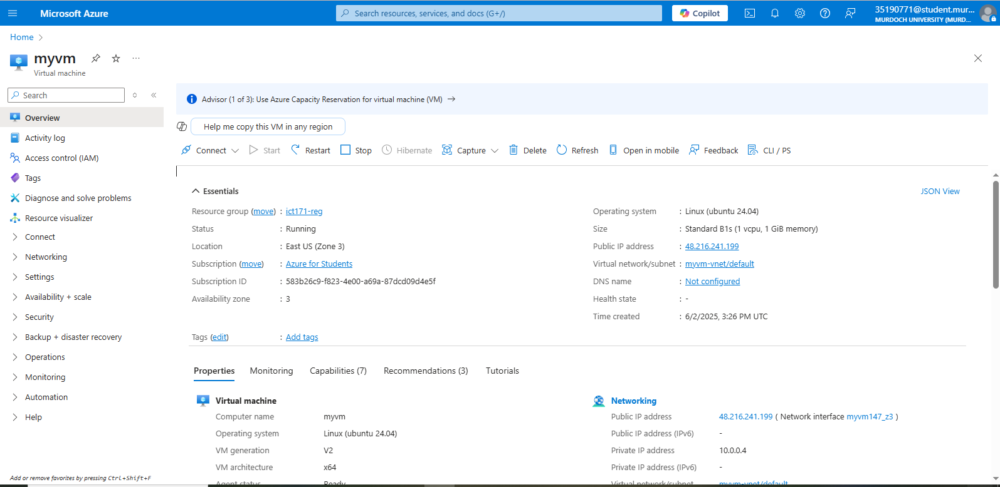 Microsoft Azure
Search resources, services, and docs (G+/)
Copilot
35190771@student.mur...
MURDOCH UNIVERSITY (MURD...
Home
myvm
...
Virtual machine
Search
Overview
Activity log
Access control (IAM)
Tags
Diagnose and solve problems
Resource visualizer
Connect
Networking
Settings
Availability + scale
Security
Backup + disaster recovery
Operations
Monitoring
Automation
Help
Add or remove favorites by pressing Ctrl+Shift+F
Advisor (1 of 3): Use Azure Capacity Reservation for virtual machine (VM) →
Help me copy this VM in any region
Connect Start Restart Stop Hibernate Capture Delete Refresh Open in mobile Feedback CLI / PS
Essentials
JSON View
Resource group (move) : ict171-reg
Status : Running
Location : East US (Zone 3)
Subscription (move) : Azure for Students
Subscription ID : 583b26c9-f823-4e00-a69a-87dcd09d4e5f
Availability zone : 3
Operating system : Linux (ubuntu 24.04)
Size : Standard B1s (1 vcpu, 1 GiB memory)
Public IP address : 48.216.241.199
Virtual network/subnet : myvm-vnet/default
DNS name : Not configured
Health state : -
Time created : 6/2/2025, 3:26 PM UTC
Tags (edit) : Add tags
Properties Monitoring Capabilities (7) Recommendations (3) Tutorials
Virtual machine
Computer name myvm
Operating system Linux (ubuntu 24.04)
VM generation V2
VM architecture x64
Agent status Ready
Networking
Public IP address 48.216.241.199 ( Network interface myvm147_z3 )
Public IP address (IPv6) -
Private IP address 10.0.0.4
Private IP address (IPv6) -
Virtual network/subnet myvm-vnet/default